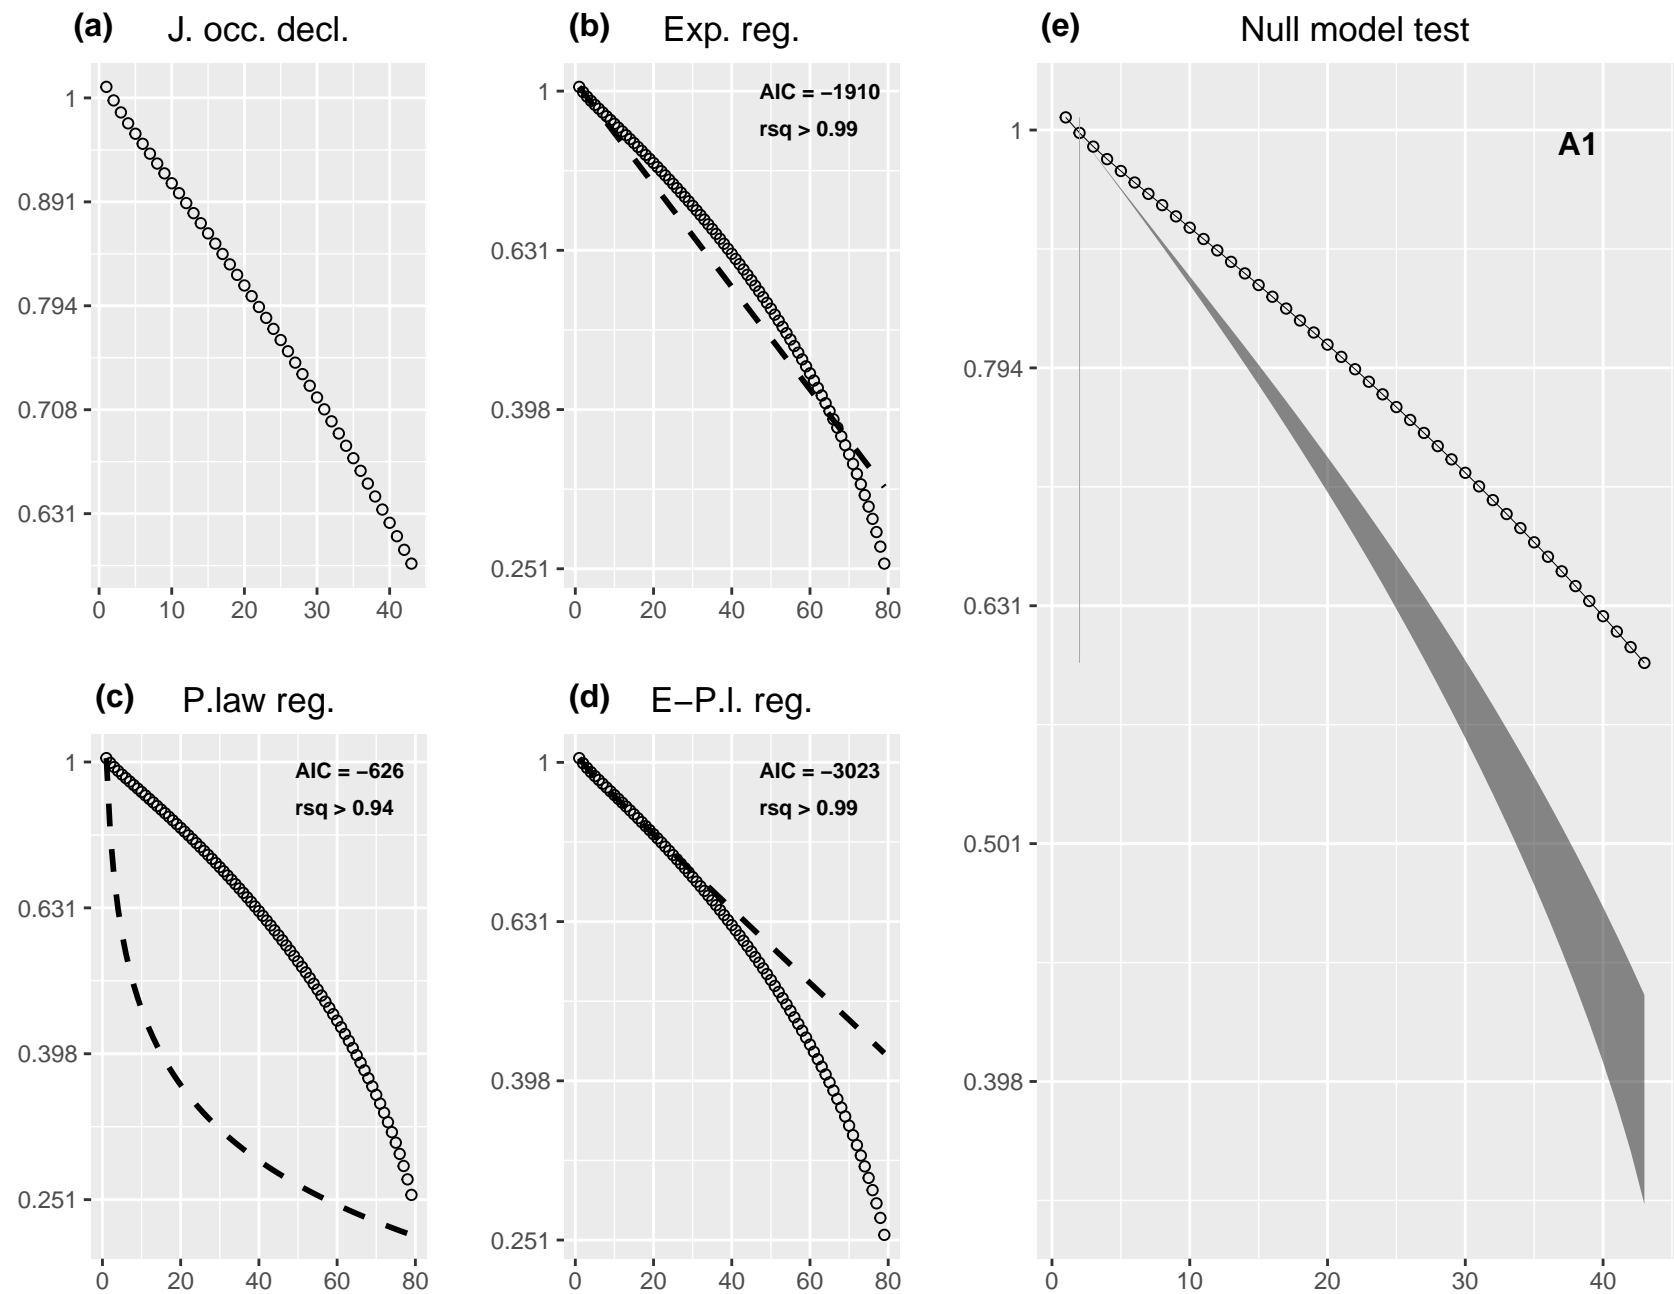 (a) J. occ. decl.
1
0.891
0.794
0.708
0.631
0 10 20 30 40
(b) Exp. reg.
AIC = −1910
rsq > 0.99
1
0.631
0.398
0.251
0 20 40 60 80
(c) P.law reg.
AIC = −626
rsq > 0.94
1
0.631
0.398
0.251
0 20 40 60 80
(d) E−P.l. reg.
AIC = −3023
rsq > 0.99
1
0.631
0.398
0.251
0 20 40 60 80
(e) Null model test
A1
1
0.794
0.631
0.501
0.398
0 10 20 30 40